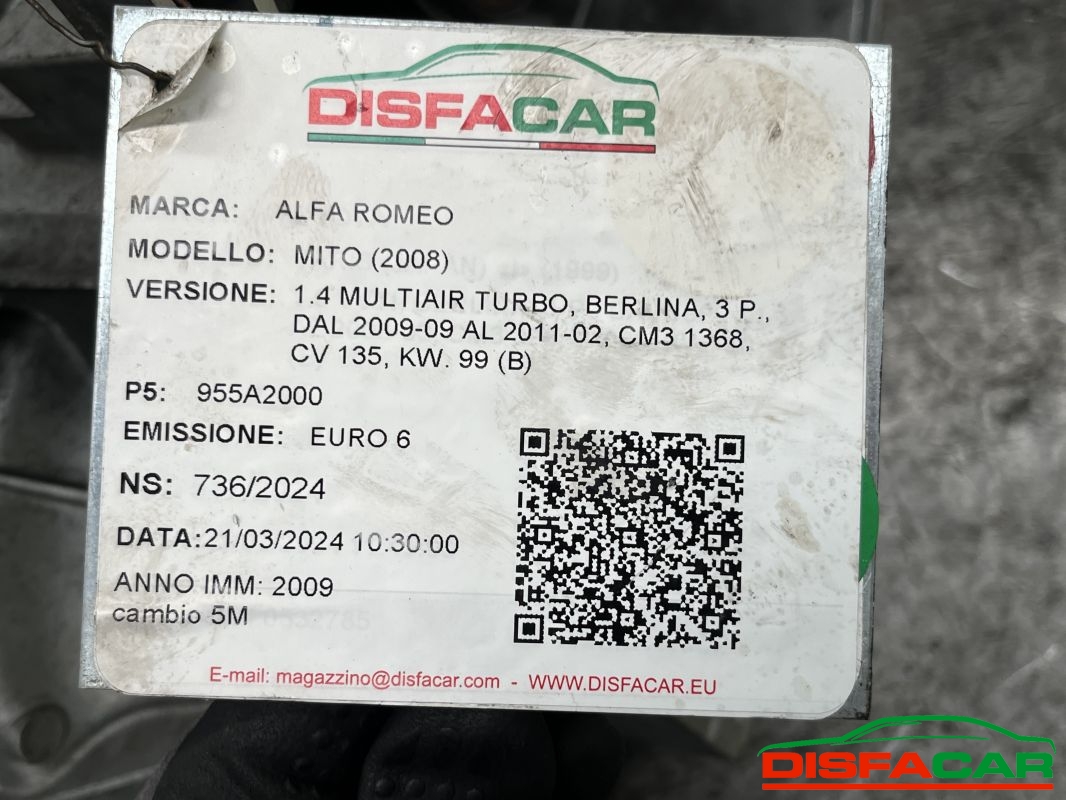 DISFACAR
MARCA: ALFA ROMEO
MODELLO: MITO (2008)
VERSIONE: 1.4 MULTIAIR TURBO, BERLINA, 3 P.,
DAL 2009-09 AL 2011-02, CM3 1368,
CV 135, KW. 99 (B)
P5: 955A2000
EMISSIONE: EURO 6
NS: 736/2024
DATA:21/03/2024 10:30:00
ANNO IMM: 2009
cambio 5M
E-mail: magazzino@disfacar.com - WWW.DISFACAR.EU
DISFACAR